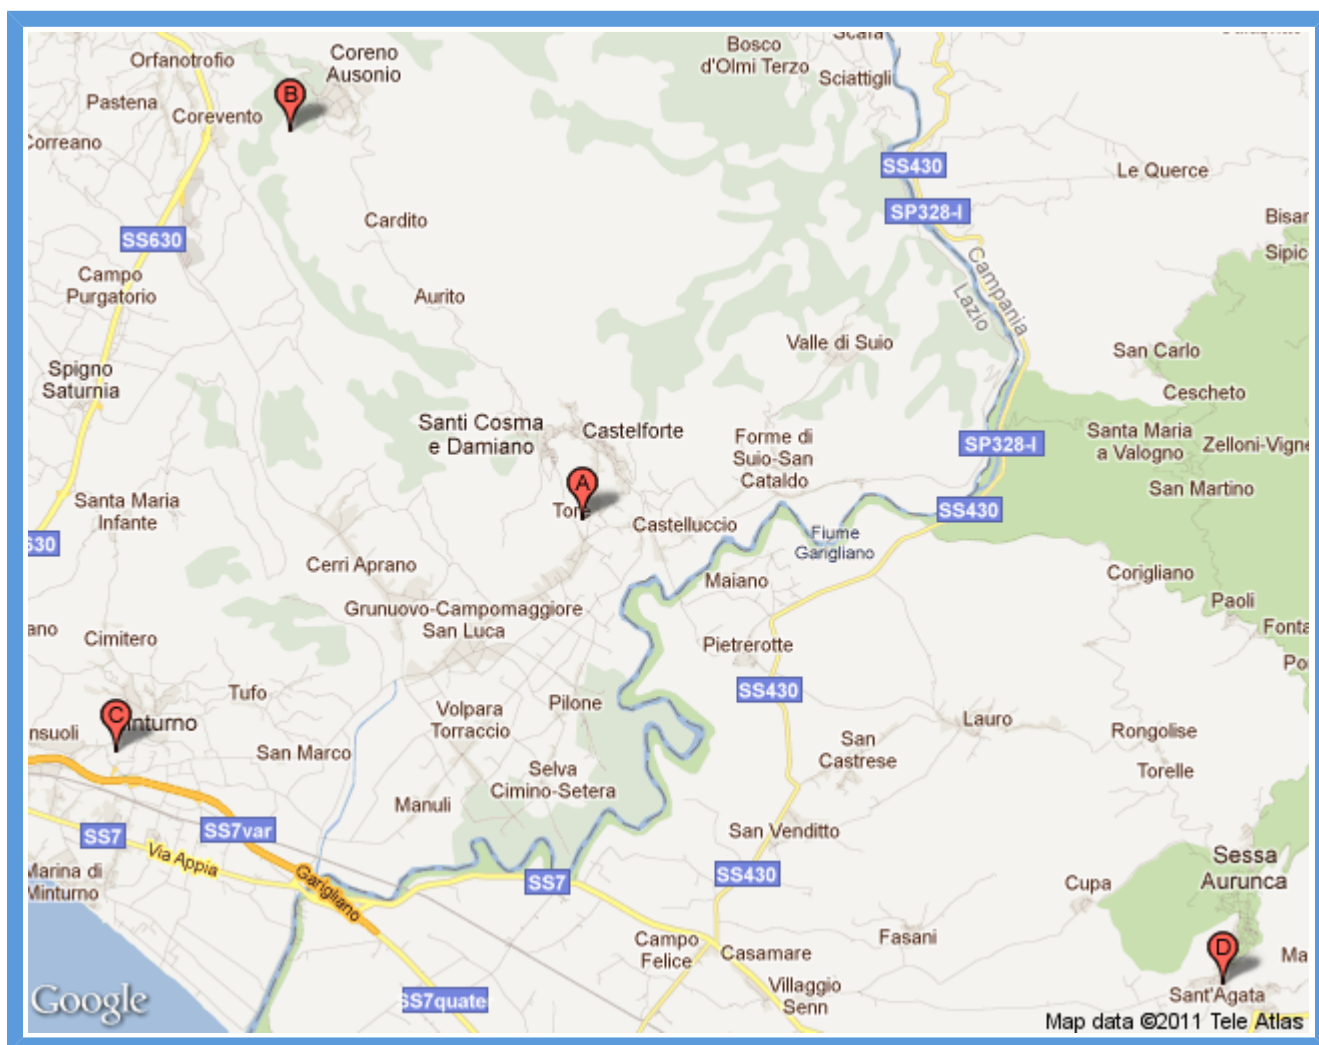 Orfanotrofio
Coreno
Ausonio
Bosco
d'Olmi Terzo
Scafa
Sciattigli
Pastena
B
Corevento
Correano
SS430
Le Querce
SP328-I
Cardito
SS630
Campania
Lazio
Campo
Purgatorio
Aurito
Valle di Suio
San Carlo
Spigno
Saturnia
Cescheto
Santi Cosma
e Damiano
Castelforte
Forme di
Suio-San
Cataldo
SP328-I
Santa Maria
a Valogno
San Martino
A
Santa Maria
Infante
Castelluccio
SS430
Fiume
Garigliano
Cerri Aprano
Maiano
Corigliano
Grunuovo-Campomaggiore
San Luca
Paoli
Cimitero
Pietrerotte
Tufo
SS430
C
Volpara
Torraccio
Pilone
Lauro
San Marco
San
Castrese
Rongolise
Torelle
Selva
Cimino-Setera
Manuli
SS7
SS7var
Via Appia
San Venditto
Marina di
Minturno
Garigliano
SS7
SS430
Cupa
Sessa
Aurunca
Campo
Felice
Casamare
Fasani
D
Villaggio
Senn
Sant'Agata
Google
SS7quate
Map data ©2011 Tele Atlas